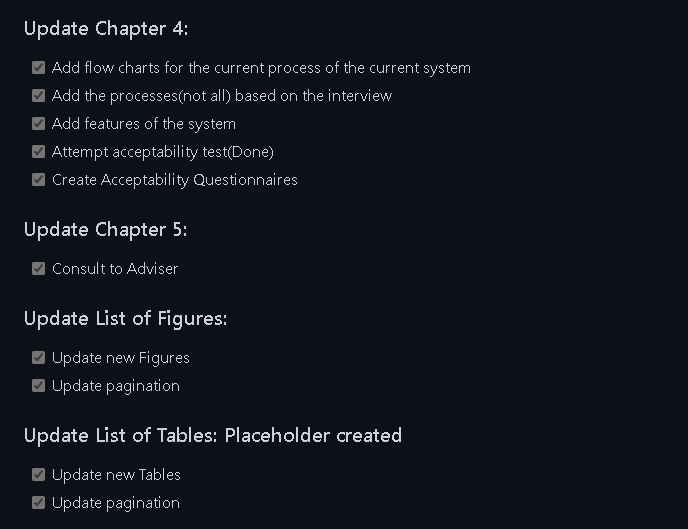 Update Chapter 4:
Add flow charts for the current process of the current system
Add the processes(not all) based on the interview
Add features of the system
Attempt acceptability test(Done)
Create Acceptability Questionnaires
Update Chapter 5:
Consult to Adviser
Update List of Figures:
Update new Figures
Update pagination
Update List of Tables: Placeholder created
Update new Tables
Update pagination